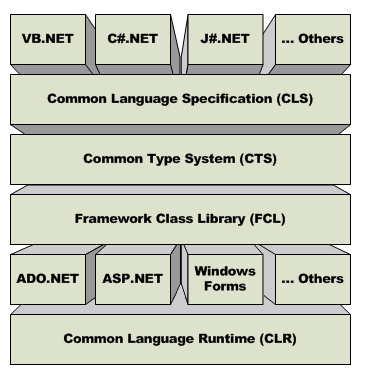 VB.NET C#.NET J#.NET ... Others
Common Language Specification (CLS)
Common Type System (CTS)
Framework Class Library (FCL)
ADO.NET ASP.NET Windows Forms ... Others
Common Language Runtime (CLR)